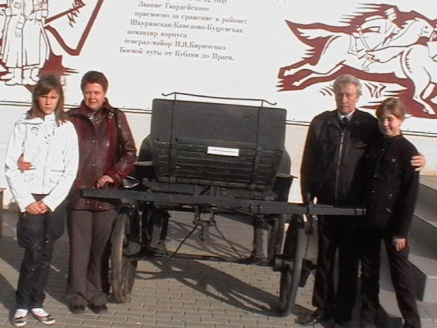 Звание Гвардейского
присвоено за сражение в районе:
Шкуринская-Канелово-Кущевская
командир корпуса
генерал-майор Н.Я.Кириченко
Боевой путь: от Кубани до Праги.